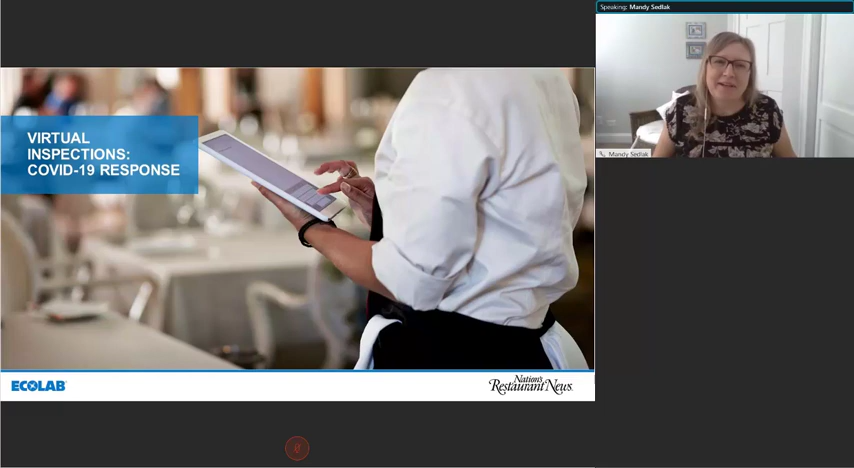 Speaking: Mandy Sedlak
VIRTUAL
INSPECTIONS:
COVID-19 RESPONSE
Mandy Sedlak
ECOLAB
Nation's
Restaurant News